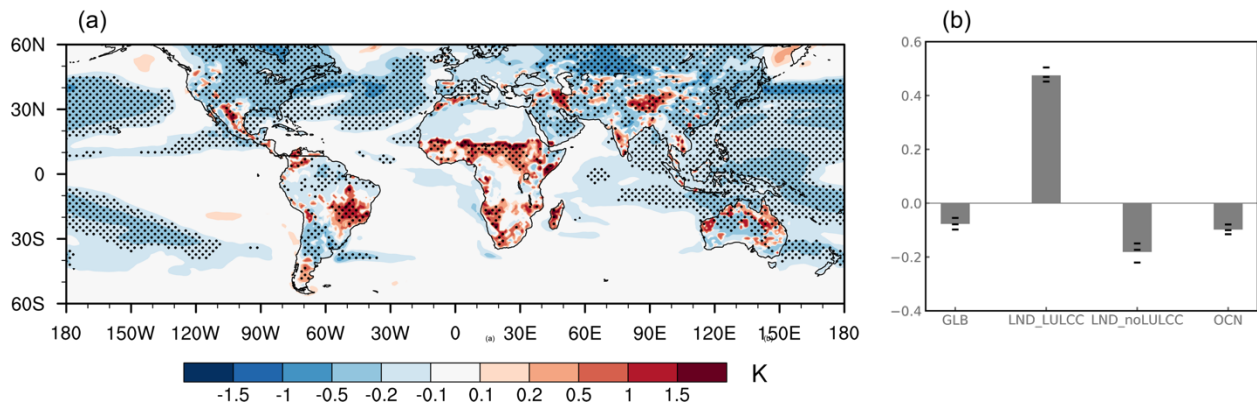 (a)
60N
30N
0
30S
60S
180 150W 120W 90W 60W 30W 0 30E 60E 90E 120E 150E 180
(a) (b)
-1.5 -1 -0.5 -0.2 -0.1 0.1 0.2 0.5 1 1.5 K
(b)
0.6
0.4
0.2
0.0
−0.2
−0.4
GLB LND_LULCC LND_noLULCC OCN